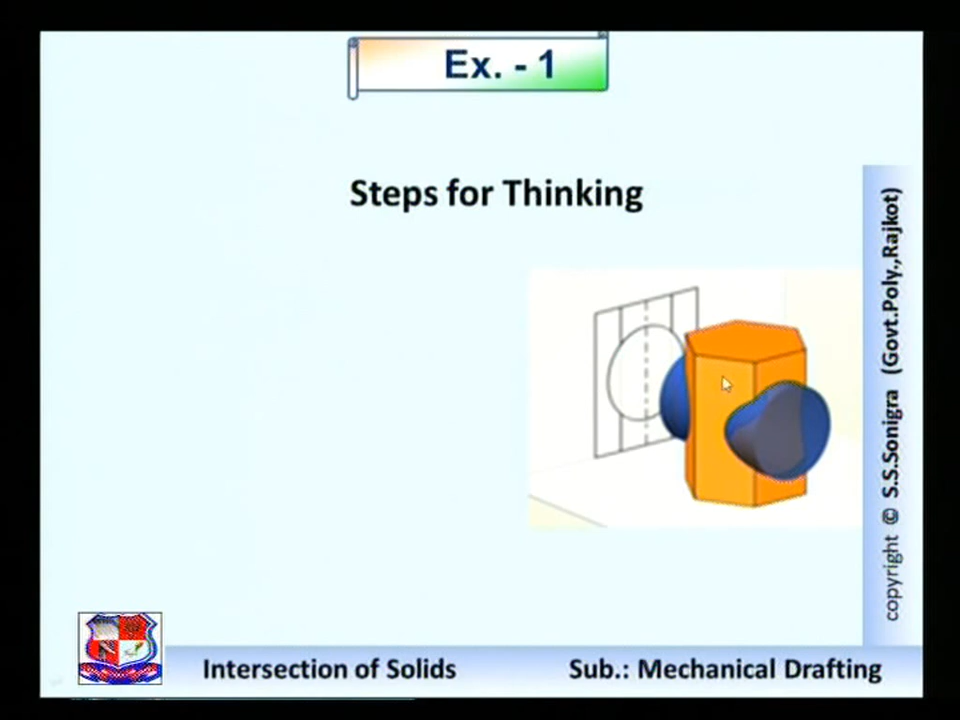 Ex. - 1
Steps for Thinking
copyright © S.S.Sonigra (Govt.Poly.,Rajkot)
Intersection of Solids
Sub.: Mechanical Drafting